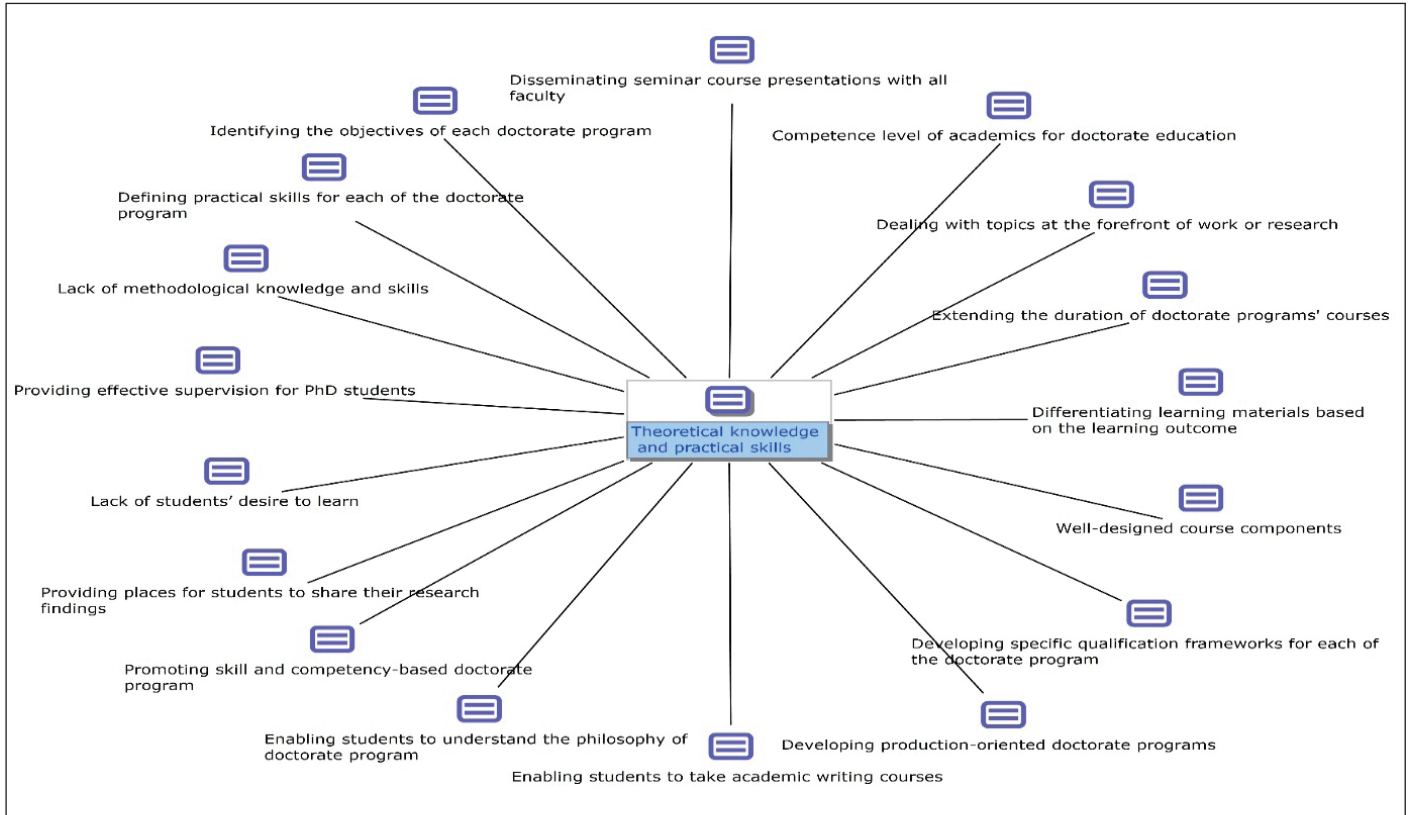 Disseminating seminar course presentations with all
faculty
Identifying the objectives of each doctorate program
Competence level of academics for doctorate education
Defining practical skills for each of the doctorate
program
Dealing with topics at the forefront of work or research
Lack of methodological knowledge and skills
Extending the duration of doctorate programs' courses
Providing effective supervision for PhD students
Differentiating learning materials based
on the learning outcome
Theoretical knowledge
and practical skills
Lack of students’ desire to learn
Well-designed course components
Providing places for students to share their research
findings
Developing specific qualification frameworks for each of
the doctorate program
Promoting skill and competency-based doctorate
program
Enabling students to understand the philosophy of
doctorate program
Developing production-oriented doctorate programs
Enabling students to take academic writing courses